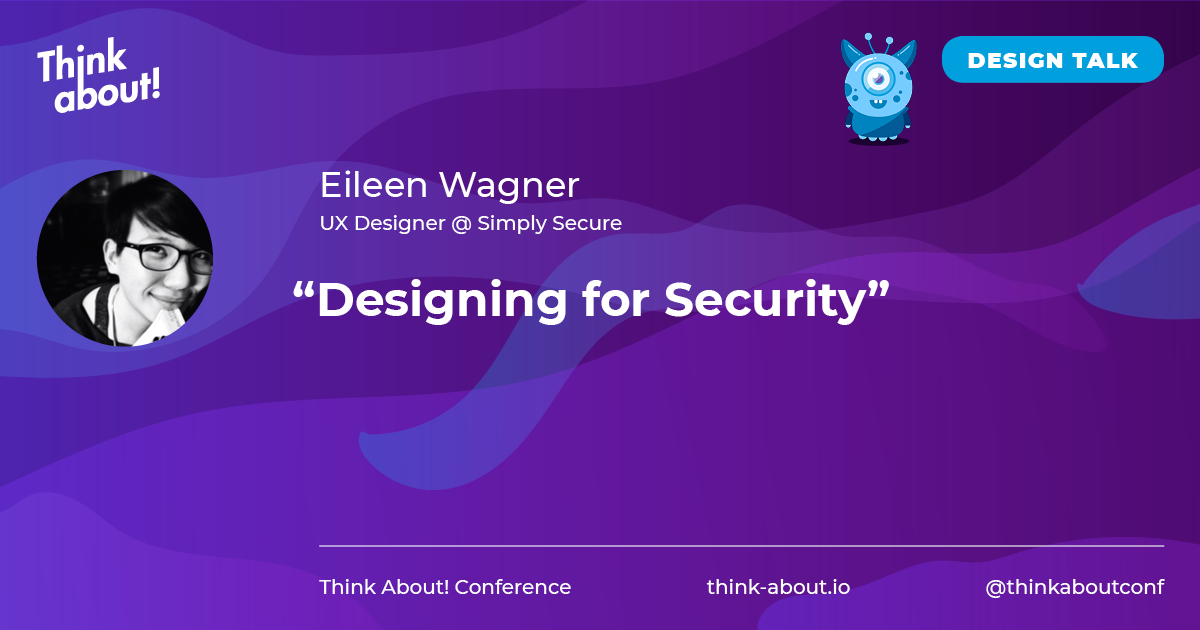 Think
about!
DESIGN TALK
Eileen Wagner
UX Designer @ Simply Secure
“Designing for Security”
Think About! Conference
think-about.io
@thinkaboutconf